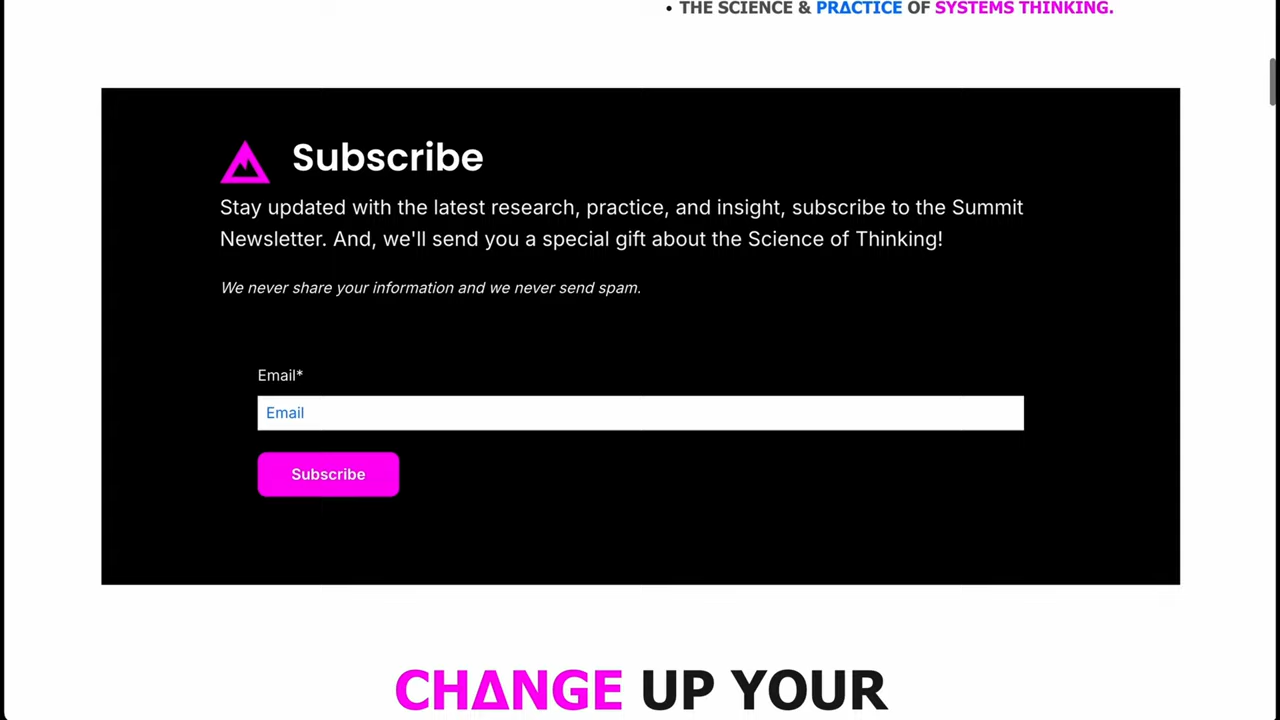 • THE SCIENCE & PRΔCTICE OF SYSTEMS THINKING.
Subscribe
Stay updated with the latest research, practice, and insight, subscribe to the Summit
Newsletter. And, we'll send you a special gift about the Science of Thinking!
We never share your information and we never send spam.
Email*
Email
Subscribe
CHΔNGE UP YOUR